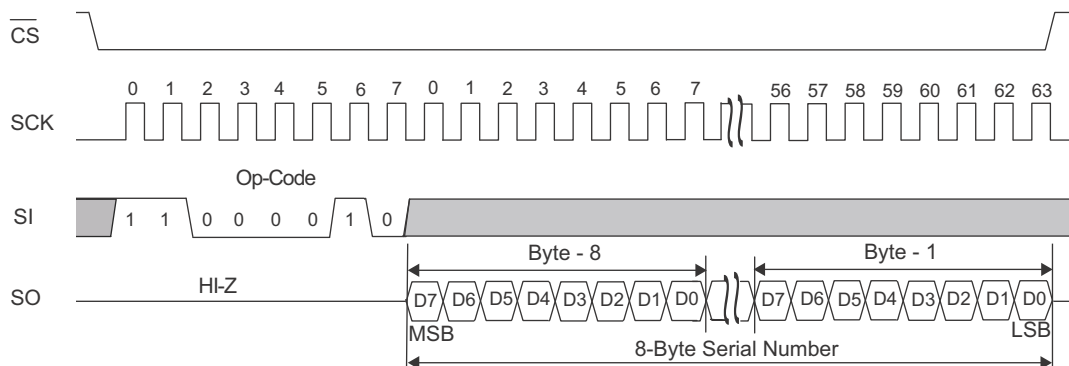 CS
0 1 2 3 4 5 6 7 0 1 2 3 4 5 6 7 56 57 58 59 60 61 62 63
SCK
Op-Code
SI 1 1 0 0 0 0 1 0
Byte - 8 Byte - 1
HI-Z
SO D7 D6 D5 D4 D3 D2 D1 D0 D7 D6 D5 D4 D3 D2 D1 D0
MSB LSB
8-Byte Serial Number